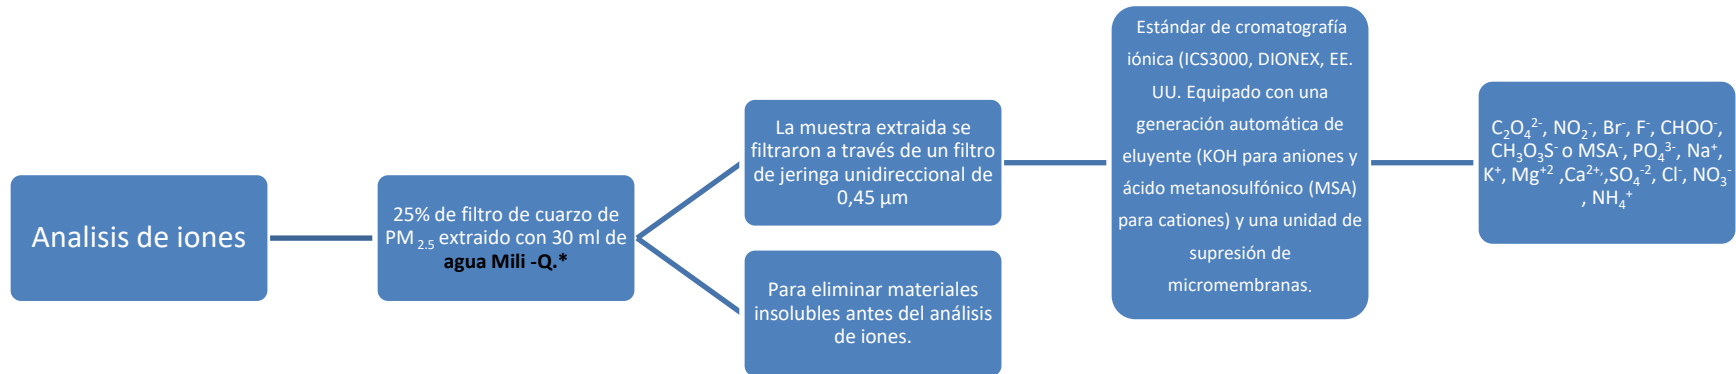 Analisis de iones
25% de filtro de cuarzo de
PM 2.5 extraido con 30 ml de
agua Mili -Q.*
La muestra extraida se
filtraron a través de un filtro
de jeringa unidireccional de
0,45 µm
Para eliminar materiales
insolubles antes del análisis
de iones.
Estándar de cromatografía
iónica (ICS3000, DIONEX, EE.
UU. Equipado con una
generación automática de
eluyente (KOH para aniones y
ácido metanosulfónico (MSA)
para cationes) y una unidad de
supresión de
micromembranas.
C₂O₄²⁻, NO₂⁻, Br⁻, F⁻, CHOO⁻,
CH₃O₃S⁻ o MSA⁻, PO₄³⁻, Na⁺,
K⁺, Mg⁺² ,Ca²⁺,,SO₄⁻², Cl⁻, NO₃⁻
, NH₄⁺